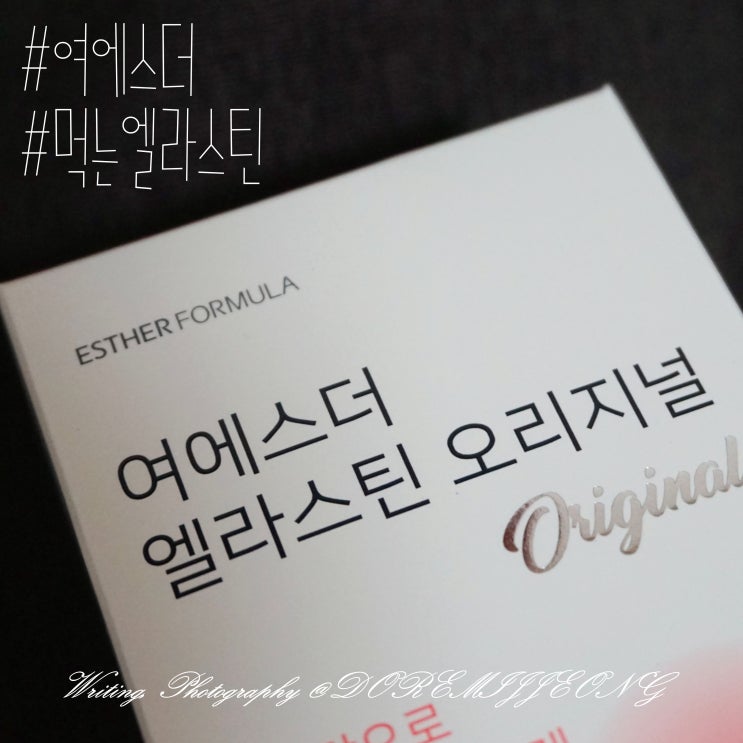 #여에스더
#먹는엘라스틴
ESTHER FORMULA
여에스더
엘라스틴 오리지널
Original
Writing, Photography @DOREMIJJEONG